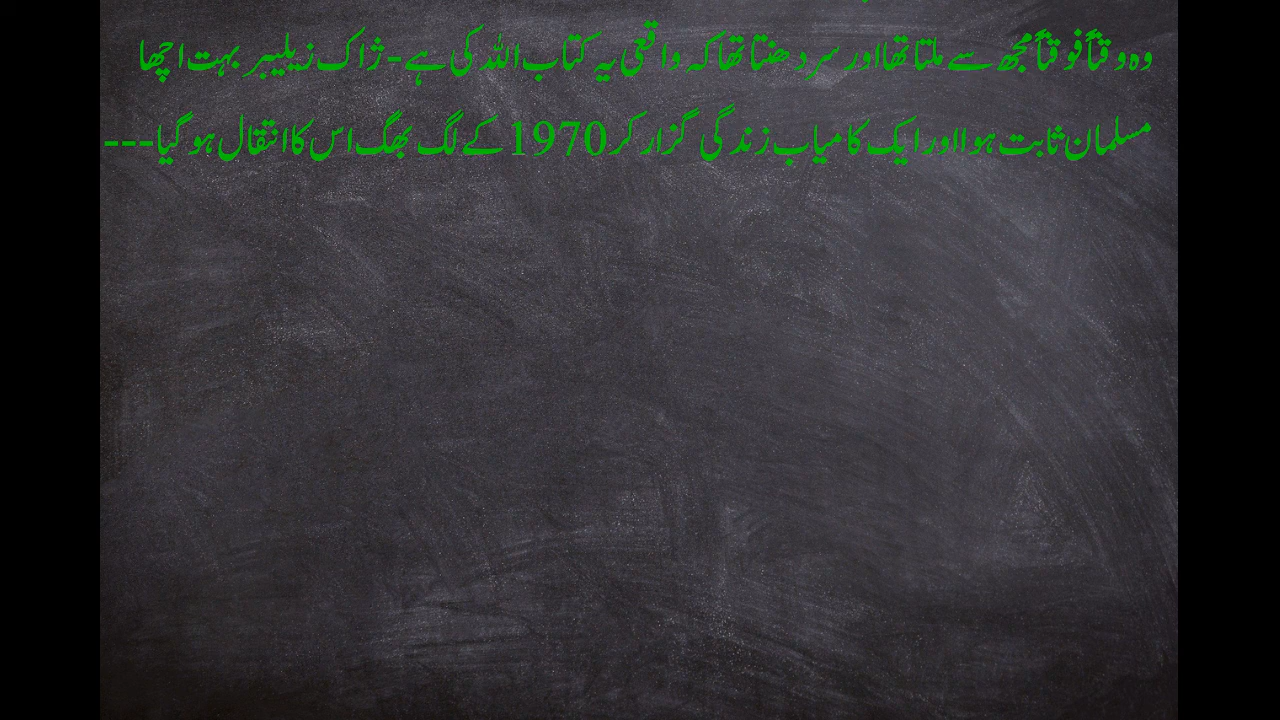 وہ وقتاً فوقتاً مجھ سے ملتا تھا اور سر دھنتا تھا کہ واقعی یہ کتاب اللہ کی ہے - ژاک زیلیبر بہت اچھا
مسلمان ثابت ہوا اور ایک کامیاب زندگی گزار کر 1970 کے لگ بھگ اس کا انتقال ہو گیا ---